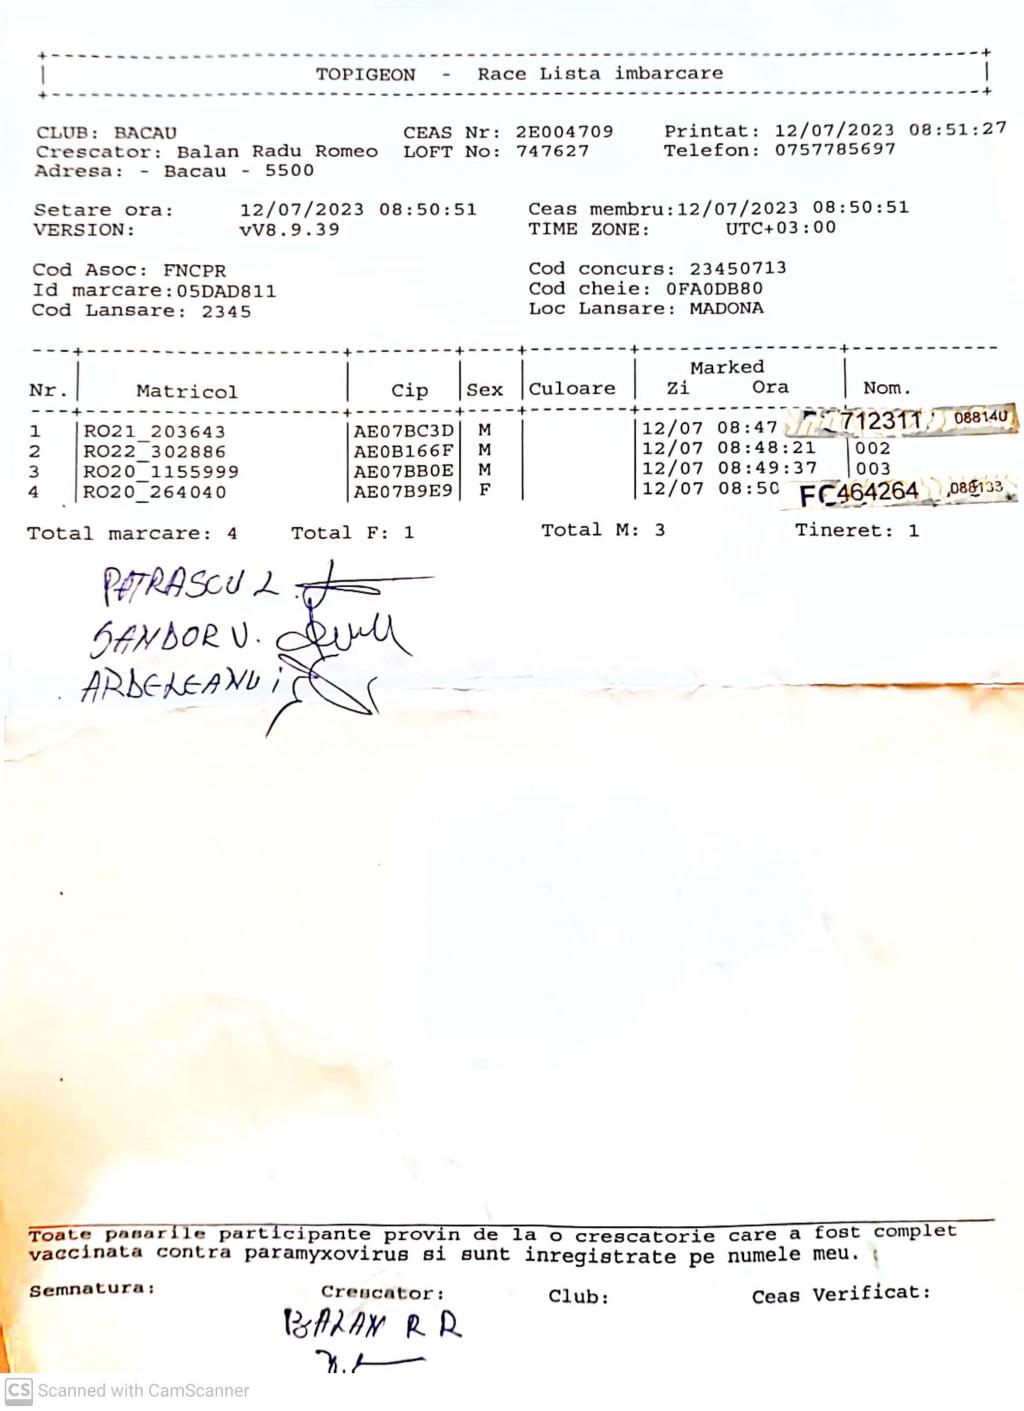 TOPIGEON - Race Lista imbarcare
CLUB: BACAU CEAS Nr: 2E004709 Printat: 12/07/2023 08:51:27
Crescator: Balan Radu Romeo LOFT No: 747627 Telefon: 0757785697
Adresa: - Bacau - 5500
Setare ora: 12/07/2023 08:50:51 Ceas membru:12/07/2023 08:50:51
VERSION: vV8.9.39 TIME ZONE: UTC+03:00
Cod Asoc: FNCPR Cod concurs: 23450713
Id marcare:05DAD811 Cod cheie: 0FA0DB80
Cod Lansare: 2345 Loc Lansare: MADONA
Marked
Nr. Matricol Cip Sex Culoare Zi Ora Nom.
1 RO21_203643 AE07BC3D M 12/07 08:47 712311 088140
2 RO22_302886 AE0B166F M 12/07 08:48:21 002
3 RO20_1155999 AE07BB0E M 12/07 08:49:37 003
4 RO20_264040 AE07B9E9 F 12/07 08:50 FC464264 088133
Total marcare: 4 Total F: 1 Total M: 3 Tineret: 1
PATRASCU L.
SANDOR V.
ARDELEANU i
Toate pasarile participante provin de la o crescatorie care a fost complet
vaccinata contra paramyxovirus si sunt inregistrate pe numele meu.
Semnatura: Crescator: Club: Ceas Verificat:
BALAN R R
CS Scanned with CamScanner